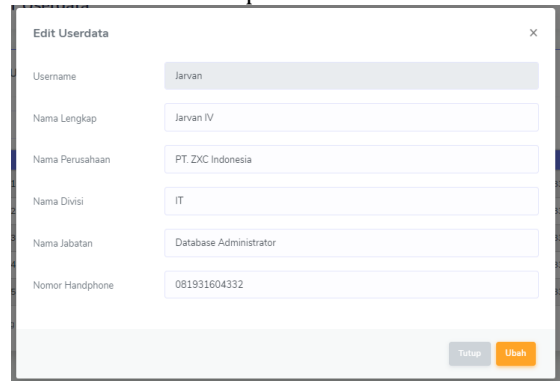 Edit Userdata
×
Username
Jarvan
Nama Lengkap
Jarvan IV
Nama Perusahaan
PT. ZXC Indonesia
Nama Divisi
IT
Nama Jabatan
Database Administrator
Nomor Handphone
081931604332
Tutup
Ubah